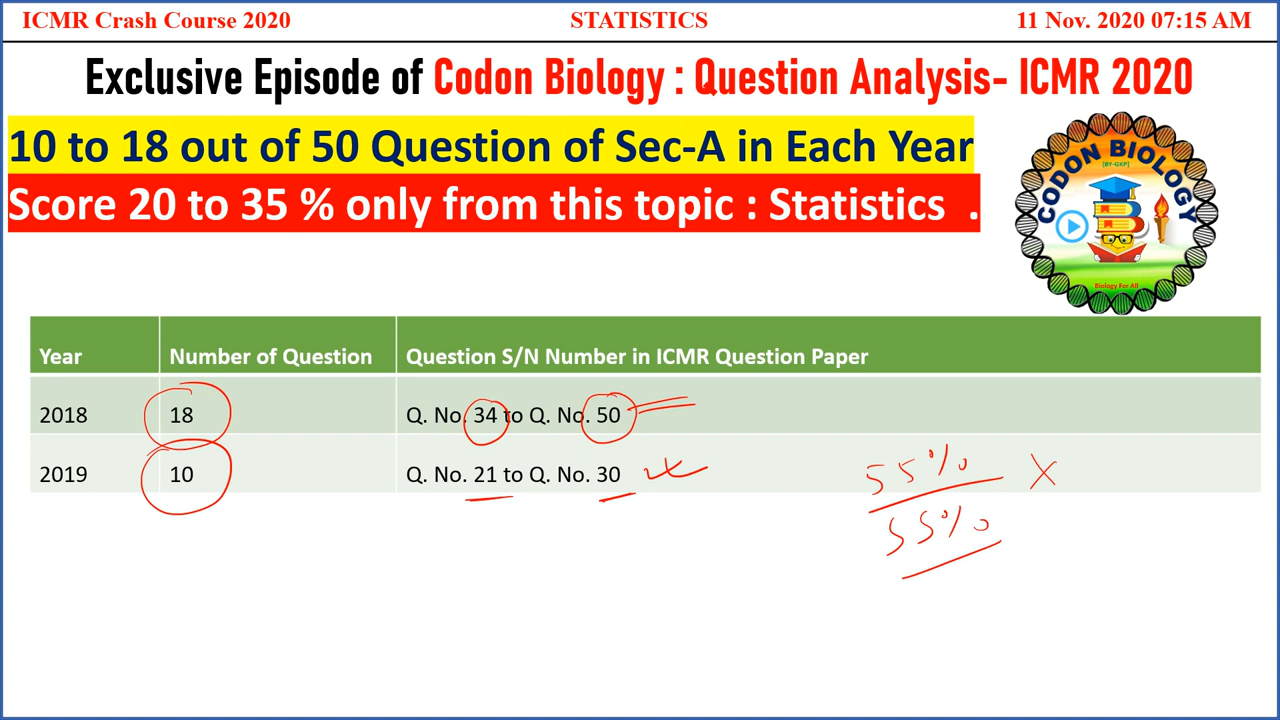 ICMR Crash Course 2020 STATISTICS 11 Nov. 2020 07:15 AM
Exclusive Episode of Codon Biology : Question Analysis- ICMR 2020
10 to 18 out of 50 Question of Sec-A in Each Year
Score 20 to 35 % only from this topic : Statistics .
CODON BIOLOGY
[BY-GKP]
Biology For All
Year Number of Question Question S/N Number in ICMR Question Paper
2018 18 Q. No. 34 to Q. No. 50
2019 10 Q. No. 21 to Q. No. 30
55% X
55%